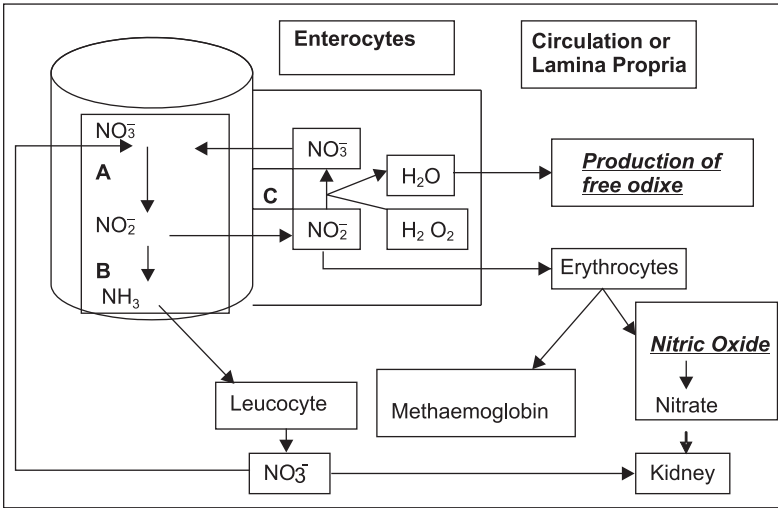 Enterocytes
Circulation or
Lamina Propria
NO₃⁻
A
NO₂⁻
B
NH₃
C
NO₃⁻
NO₂⁻
H₂O
H₂ O₂
Production of
free odixe
Erythrocytes
Nitric Oxide
Nitrate
Methaemoglobin
Leucocyte
NO3⁻
Kidney